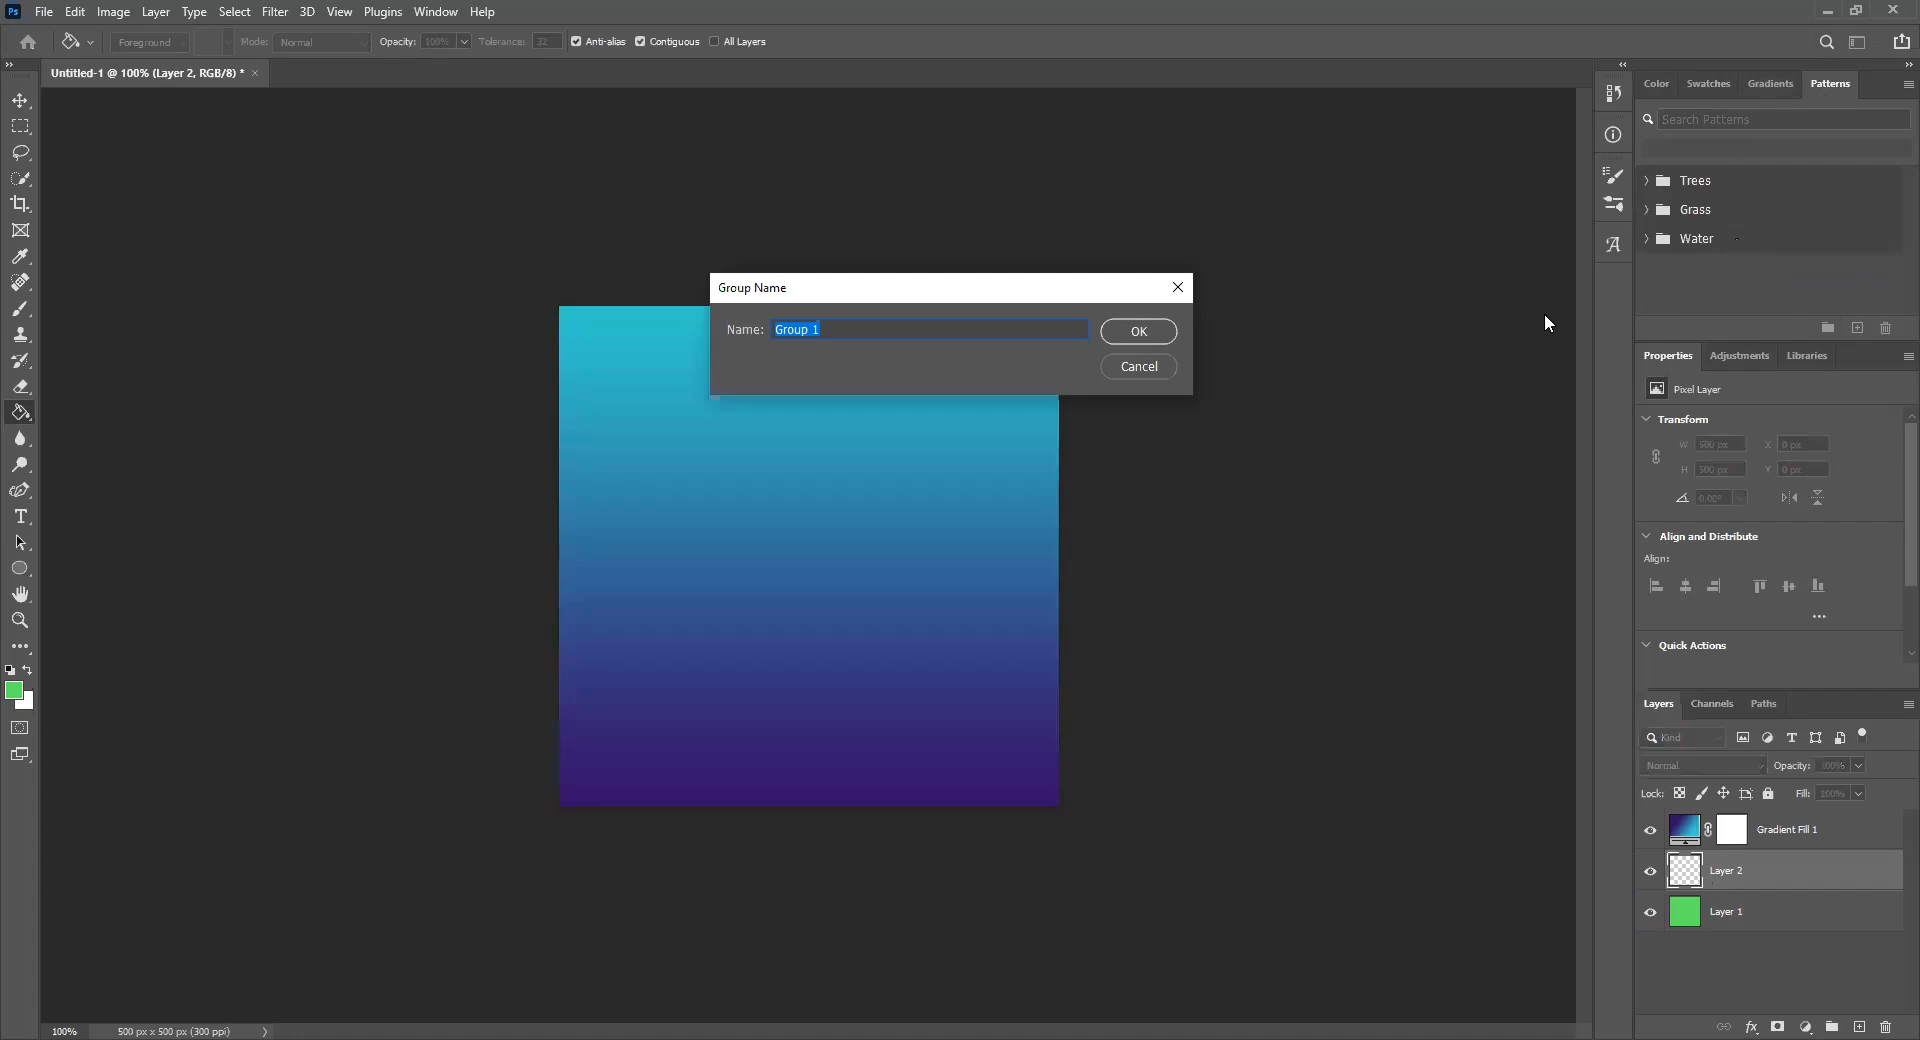 Ps File Edit Image Layer Type Select Filter 3D View Plugins Window Help
Foreground Mode: Normal Opacity: 100% Tolerance: 32 Anti-alias Contiguous All Layers
Untitled-1 @ 100% (Layer 2, RGB/8) * ×
Color Swatches Gradients Patterns
Search Patterns
Trees
Grass
Water
Group Name
Name: Group 1 OK
Cancel
Properties Adjustments Libraries
Pixel Layer
Transform
W 500 px X 0 px
H 500 px Y 0 px
0.00°
Align and Distribute
Align:
Quick Actions
Layers Channels Paths
Kind
Normal Opacity: 100%
Lock: Fill: 100%
Gradient Fill 1
Layer 2
Layer 1
fx
100% 500 px x 500 px (300 ppi)